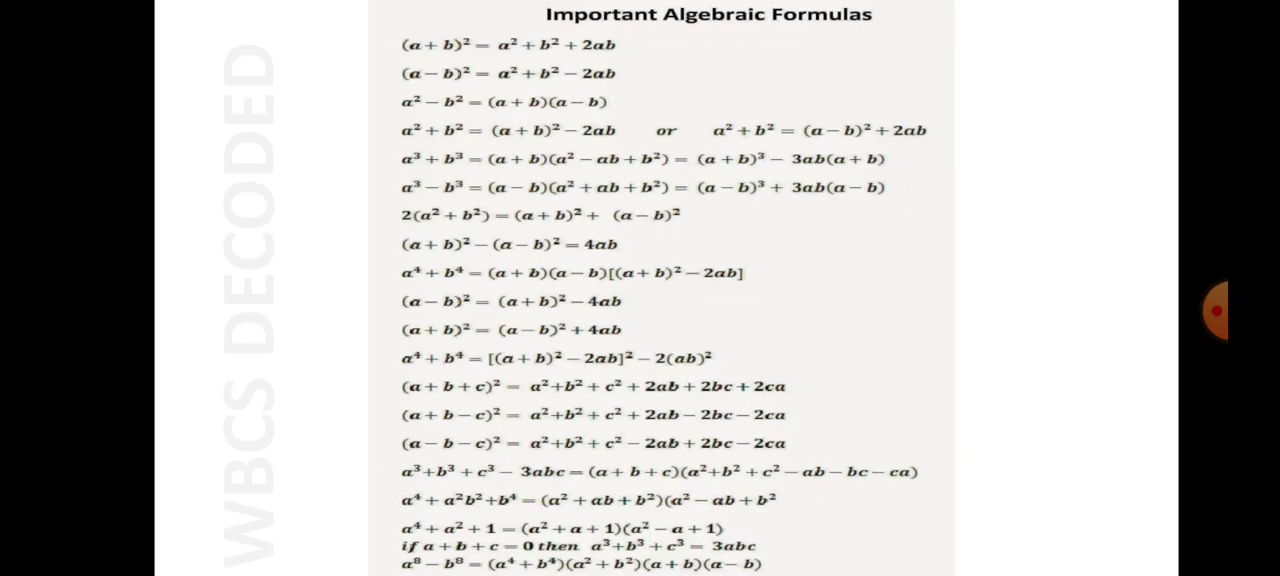 Important Algebraic Formulas
(a + b)² = a² + b² + 2ab
(a − b)² = a² + b² − 2ab
a² − b² = (a + b)(a − b)
a² + b² = (a + b)² − 2ab or a² + b² = (a − b)² + 2ab
a³ + b³ = (a + b)(a² − ab + b²) = (a + b)³ − 3ab(a + b)
a³ − b³ = (a − b)(a² + ab + b²) = (a − b)³ + 3ab(a − b)
2(a² + b²) = (a + b)² + (a − b)²
(a + b)² − (a − b)² = 4ab
a⁴ + b⁴ = (a + b)(a − b)[(a + b)² − 2ab]
(a − b)² = (a + b)² − 4ab
(a + b)² = (a − b)² + 4ab
a⁴ + b⁴ = [(a + b)² − 2ab]² − 2(ab)²
(a + b + c)² = a²+b² + c² + 2ab + 2bc + 2ca
(a + b − c)² = a²+b² + c² + 2ab − 2bc − 2ca
(a − b − c)² = a²+b² + c² − 2ab + 2bc − 2ca
a³+b³ + c³ − 3abc = (a + b + c)(a²+b² + c² − ab − bc − ca)
a⁴ + a²b²+b⁴ = (a² + ab + b²)(a² − ab + b²
a⁴ + a² + 1 = (a² + a + 1)(a² − a + 1)
if a + b + c = 0 then a³+b³ + c³ = 3abc
a⁸ − b⁸ = (a⁴ + b⁴)(a² + b²)(a + b)(a − b)
WBCS DECODED